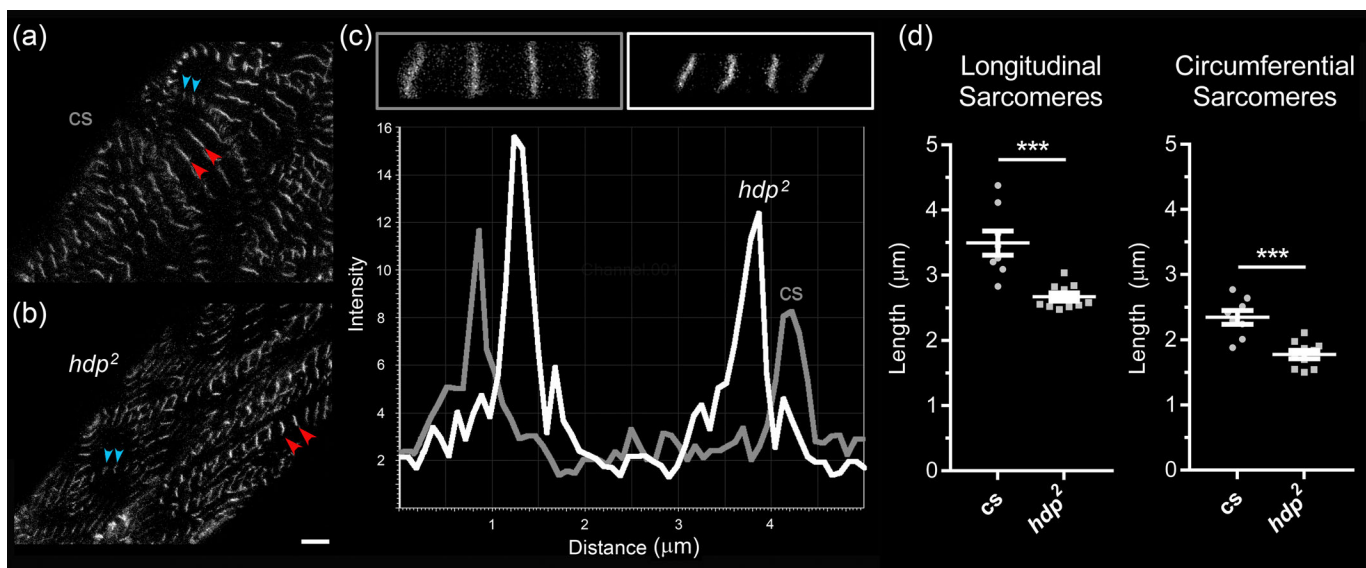 (a)
cs
(b)
hdp²
(c)
16
14
12
10
8
6
4
2
Intensity
Channel:001
hdp²
cs
1
2
3
4
Distance (μm)
(d)
Longitudinal
Sarcomeres
5
4
3
2
1
0
Length (μm)
***
cs
hdp²
Circumferential
Sarcomeres
5
4
3
2
1
0
Length (μm)
***
cs
hdp²